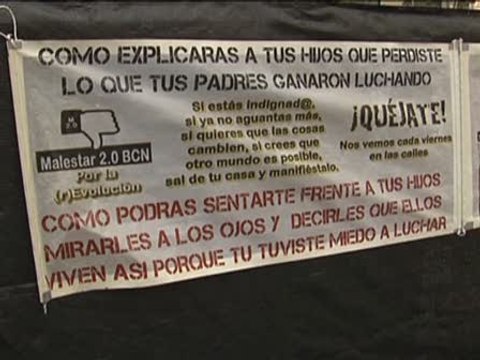 COMO EXPLICARAS A TUS HIJOS QUE PERDISTE
LO QUE TUS PADRES GANARON LUCHANDO
M
2.0
Malestar 2.0 BCN
Por la
(r)Evolución
Si estás indignad@,
si ya no aguantas más,
si quieres que las cosas
cambien, si crees que
otro mundo es posible,
sal de tu casa y manifiéstalo.
¡QUÉJATE!
Nos vemos cada viernes
en las calles
COMO PODRAS SENTARTE FRENTE A TUS HIJOS
MIRARLES A LOS OJOS Y DECIRLES QUE ELLOS
VIVEN ASI PORQUE TU TUVISTE MIEDO A LUCHAR